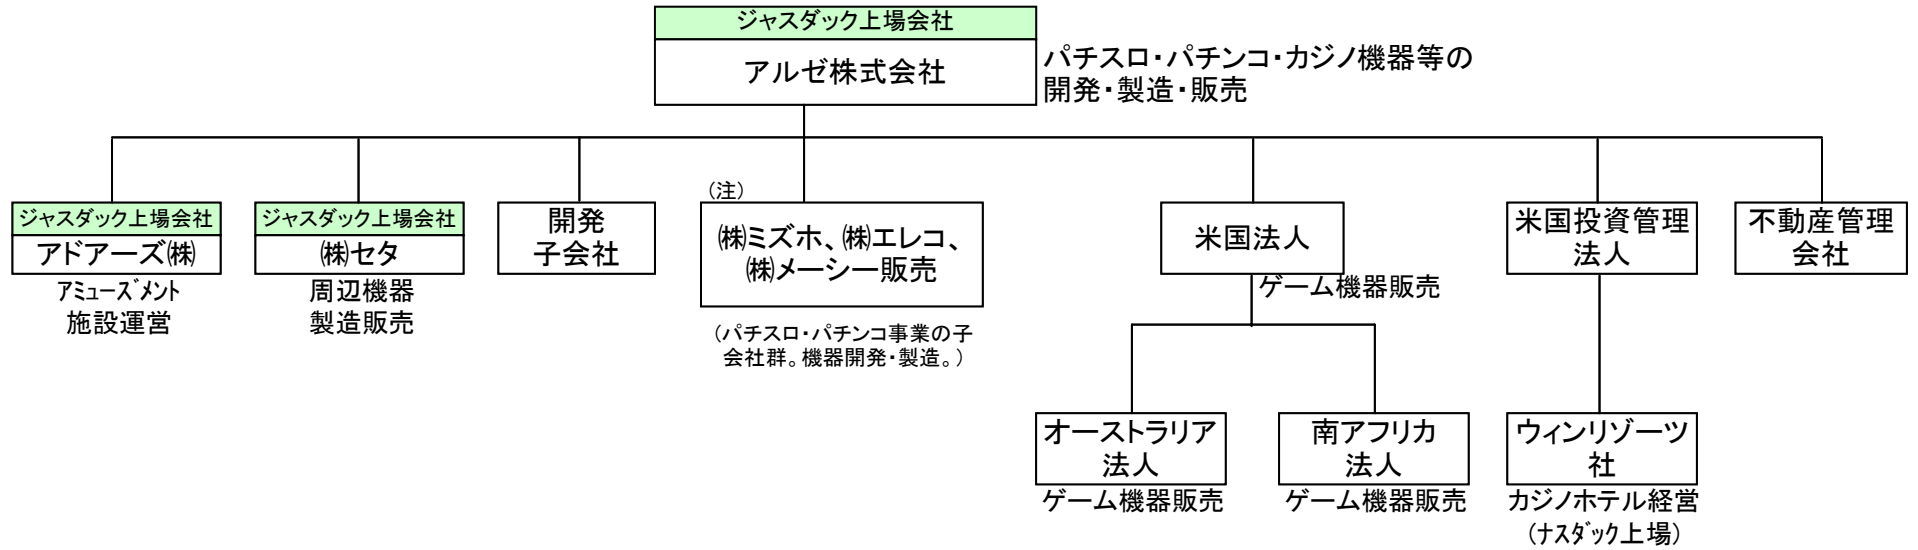 ジャスダック上場会社
アルゼ株式会社
パチスロ・パチンコ・カジノ機器等の
開発・製造・販売
ジャスダック上場会社
アドアーズ㈱
ｱﾐｭｰｽﾞﾒﾝﾄ
施設運営
ジャスダック上場会社
㈱セタ
周辺機器
製造販売
開発
子会社
（注）
㈱ミズホ、㈱エレコ、
㈱メーシー販売
（パチスロ・パチンコ事業の子
会社群。機器開発・製造。）
米国法人
ゲーム機器販売
オーストラリア
法人
ゲーム機器販売
南アフリカ
法人
ゲーム機器販売
米国投資管理
法人
ウィンリゾーツ
社
カジノホテル経営
（ﾅｽﾀﾞｯｸ上場）
不動産管理
会社